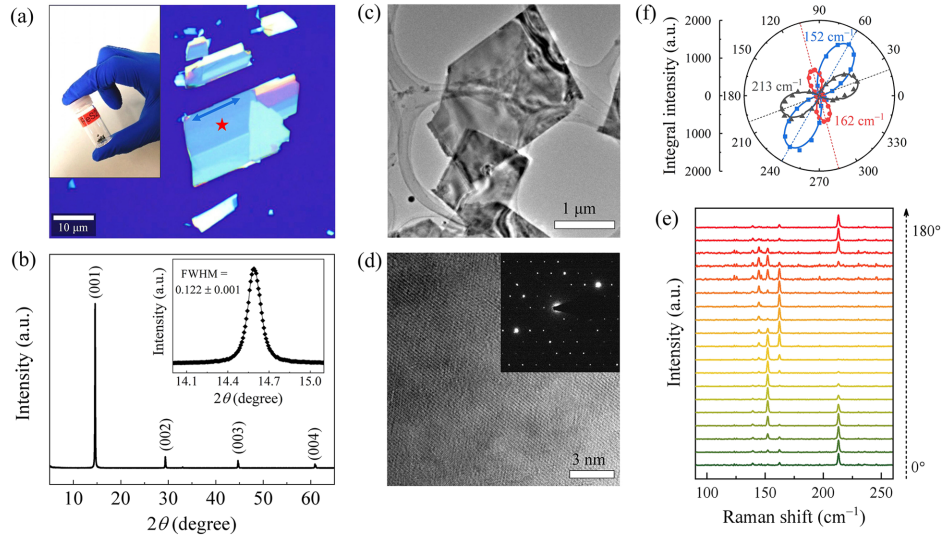 (a)
10 μm
(b)
Intensity (a.u.)
(001)
(002)
(003)
(004)
10 20 30 40 50 60
2θ (degree)
FWHM =
0.122 ± 0.001
Intensity (a.u.)
14.1 14.4 14.7 15.0
2θ (degree)
(c)
1 μm
(d)
3 nm
(f)
Integral intensity (a.u.)
2000
1000
0
1000
2000
0
30
60
90
120
150
180
210
240
270
300
330
152 cm−1
213 cm−1
162 cm−1
(e)
Intensity (a.u.)
180°
0°
100 150 200 250
Raman shift (cm−1)